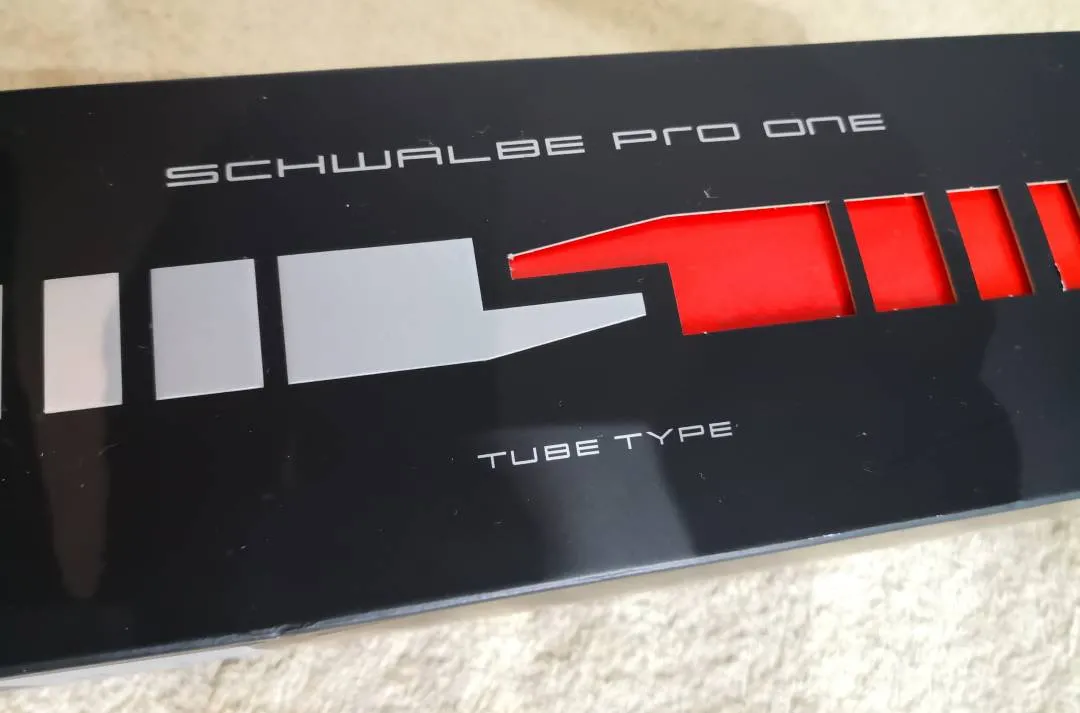 SCHWALBE Pro One
TUBE TYPE